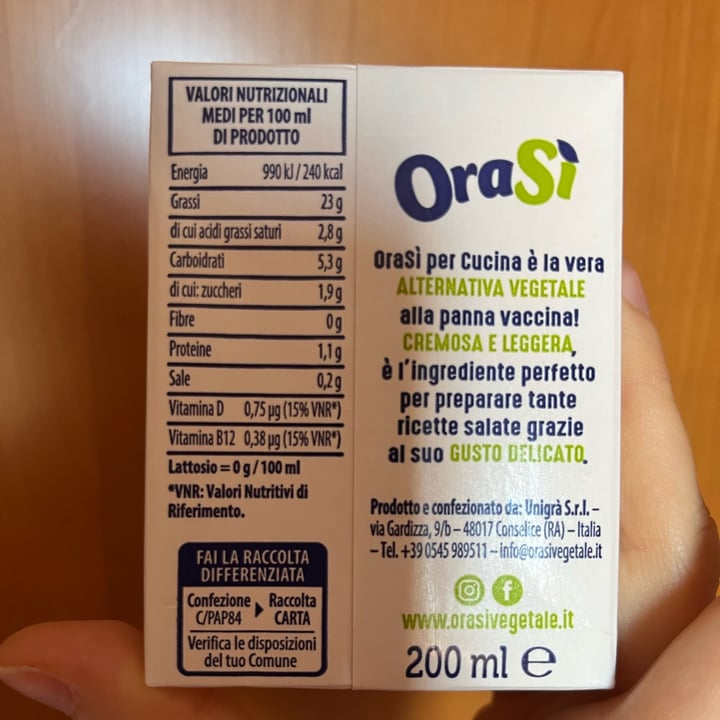 VALORI NUTRIZIONALI
MEDI PER 100 ml
DI PRODOTTO
Energia 990 kJ / 240 kcal
Grassi 23 g
di cui acidi grassi saturi 2,8 g
Carboidrati 5,3 g
di cui: zuccheri 1,9 g
Fibre 0 g
Proteine 1,1 g
Sale 0,2 g
Vitamina D 0,75 µg (15% VNR*)
Vitamina B12 0,38 µg (15% VNR*)
Lattosio = 0 g / 100 ml
*VNR: Valori Nutritivi di
Riferimento.
FAI LA RACCOLTA
DIFFERENZIATA
Confezione Raccolta
C/PAP84 CARTA
Verifica le disposizioni
del tuo Comune
OraSì
OraSì per Cucina è la vera
ALTERNATIVA VEGETALE
alla panna vaccina!
CREMOSA E LEGGERA,
è l'ingrediente perfetto
per preparare tante
ricette salate grazie
al suo GUSTO DELICATO.
Prodotto e confezionato da: Unigrà S.r.l. –
via Gardizza, 9/b – 48017 Conselice (RA) – Italia
– Tel. +39 0545 989511 – info@orasivegetale.it
www.orasivegetale.it
200 ml ℮